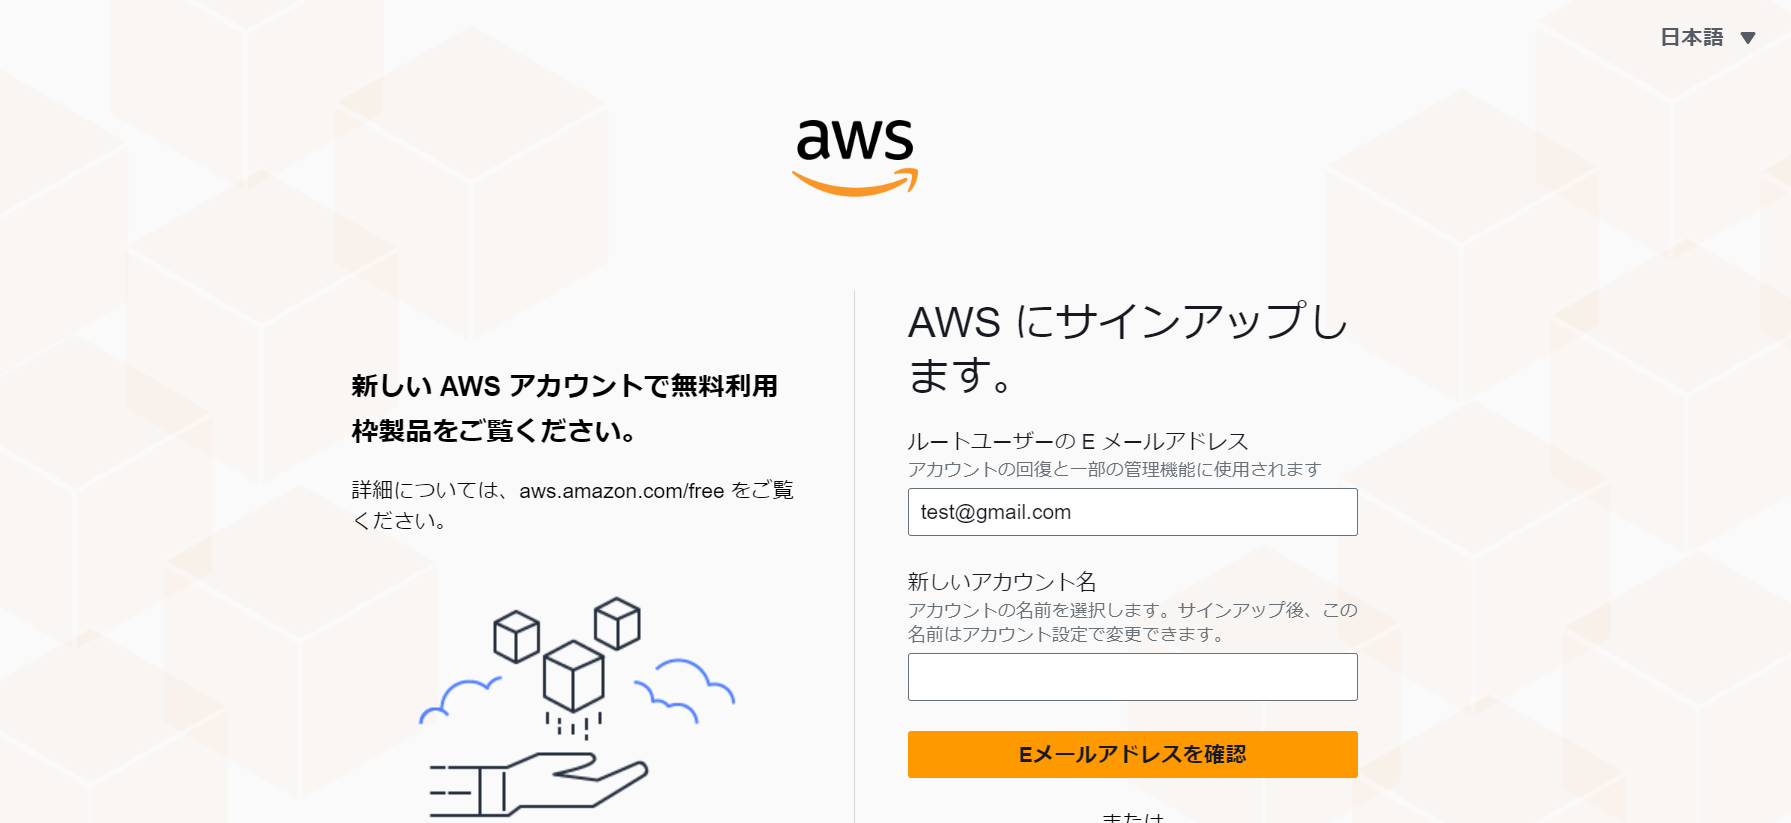 日本語
aws
新しい AWS アカウントで無料利用
枠製品をご覧ください。
詳細については、aws.amazon.com/free をご覧
ください。
AWS にサインアップし
ます。
ルートユーザーの E メールアドレス
アカウントの回復と一部の管理機能に使用されます
test@gmail.com
新しいアカウント名
アカウントの名前を選択します。サインアップ後、この
名前はアカウント設定で変更できます。
Eメールアドレスを確認
または